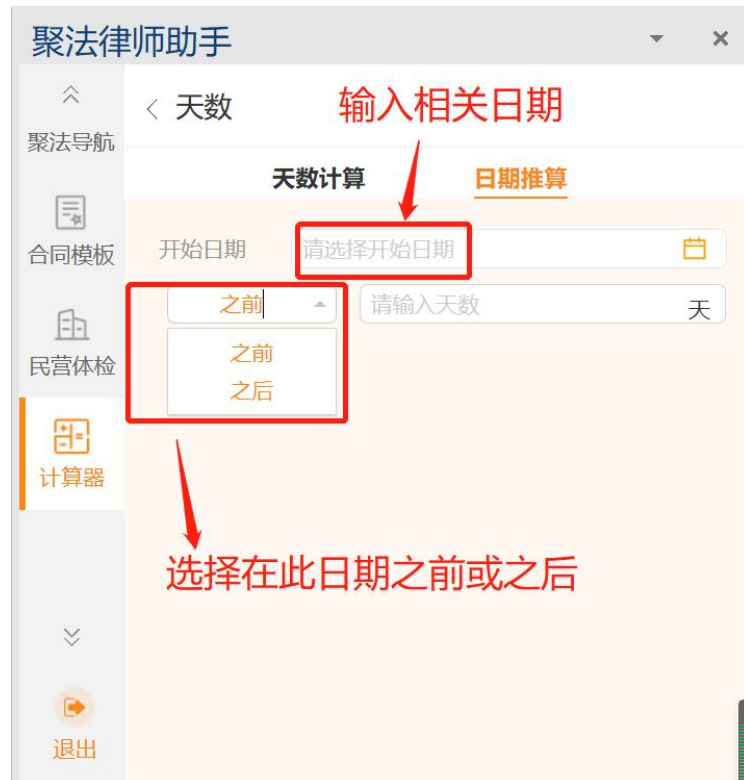 聚法律师助手
聚法导航
天数
输入相关日期
天数计算 日期推算
合同模板
开始日期 请选择开始日期
之前 请输入天数 天
之前
之后
民营体检
计算器
选择在此日期之前或之后
退出